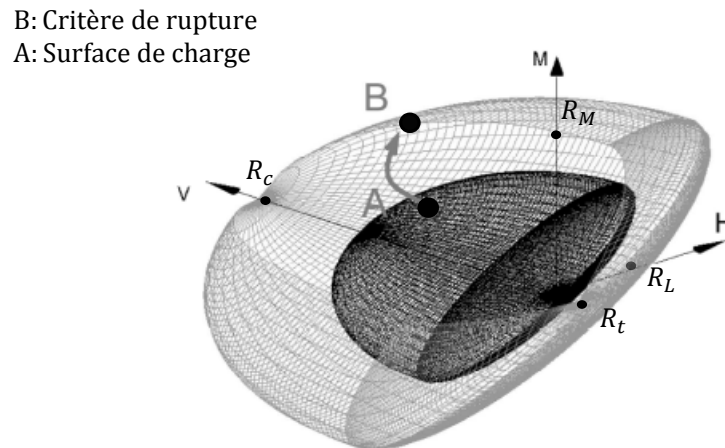 B: Critère de rupture
A: Surface de charge
M
B
R_M
R_c
V
A
H
R_L
R_t